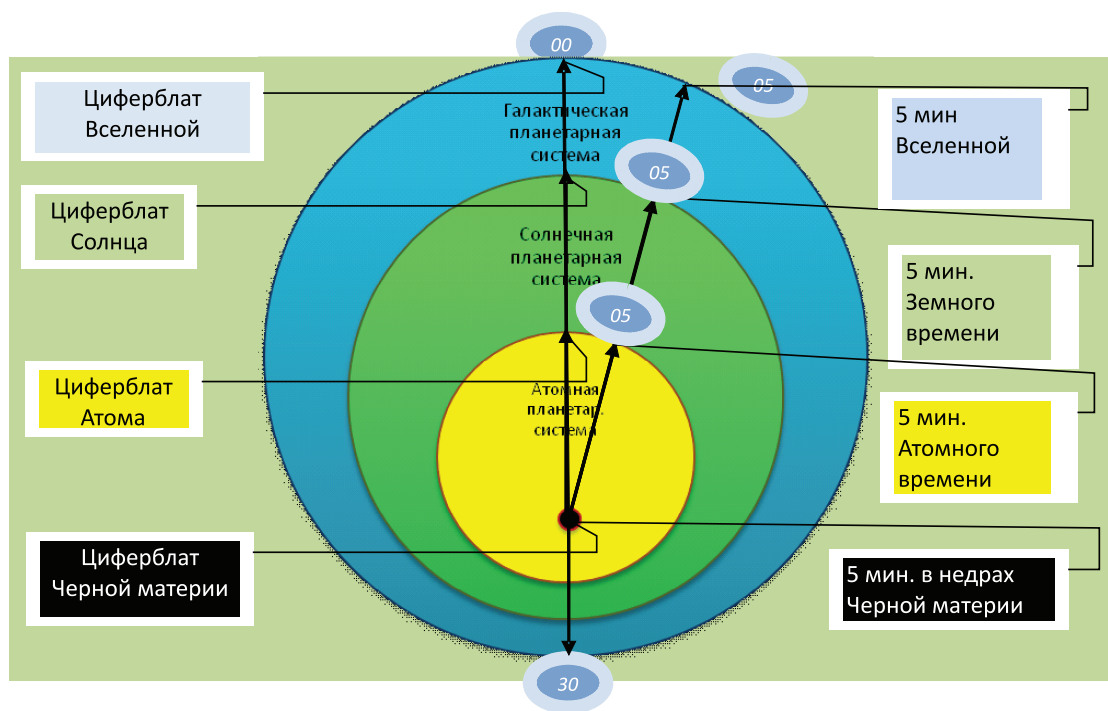 00
Циферблат
Вселенной
05
Галактическая
планетарная
система
5 мин
Вселенной
05
Циферблат
Солнца
Солнечная
планетарная
система
5 мин.
Земного
времени
05
Циферблат
Атома
Атомная
планетар.
система
5 мин.
Атомного
времени
Циферблат
Черной материи
5 мин. в недрах
Черной материи
30